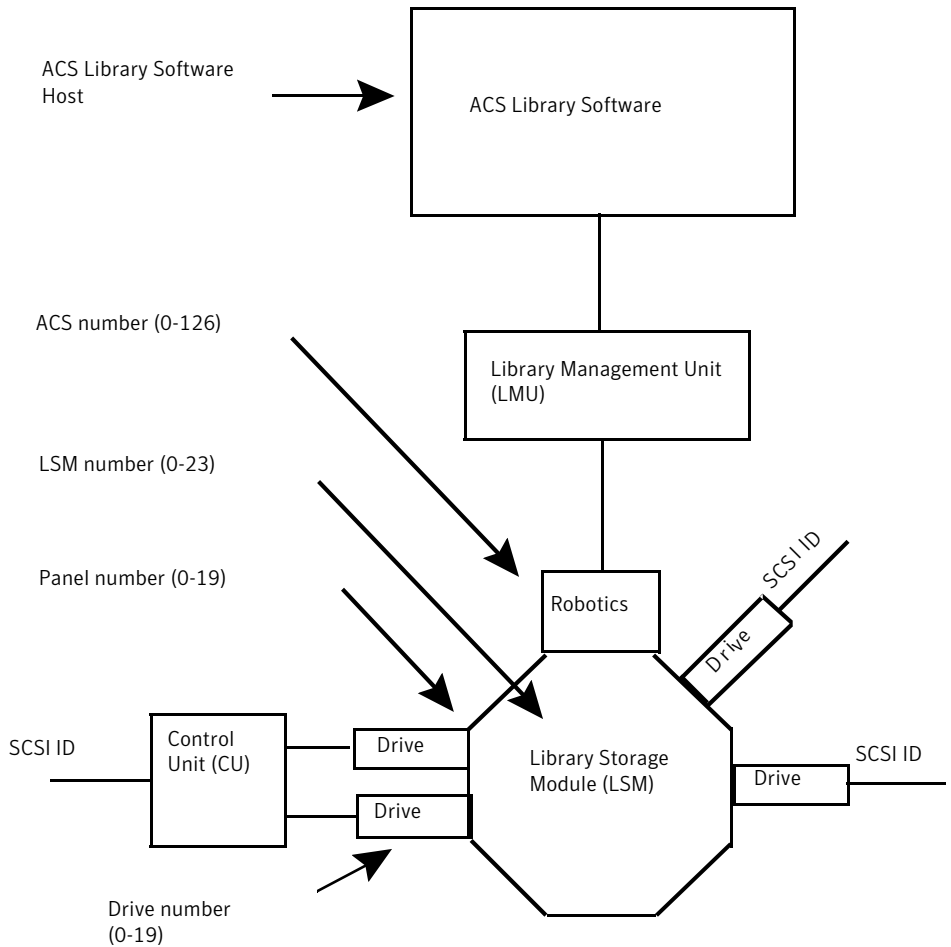 ACS Library Software
Host
ACS Library Software
ACS number (0-126)
Library Management Unit
(LMU)
LSM number (0-23)
SCSI ID
Panel number (0-19)
Robotics
Drive
SCSI ID
Control
Unit (CU)
Drive
Library Storage
Module (LSM)
SCSI ID
Drive
Drive
Drive number
(0-19)